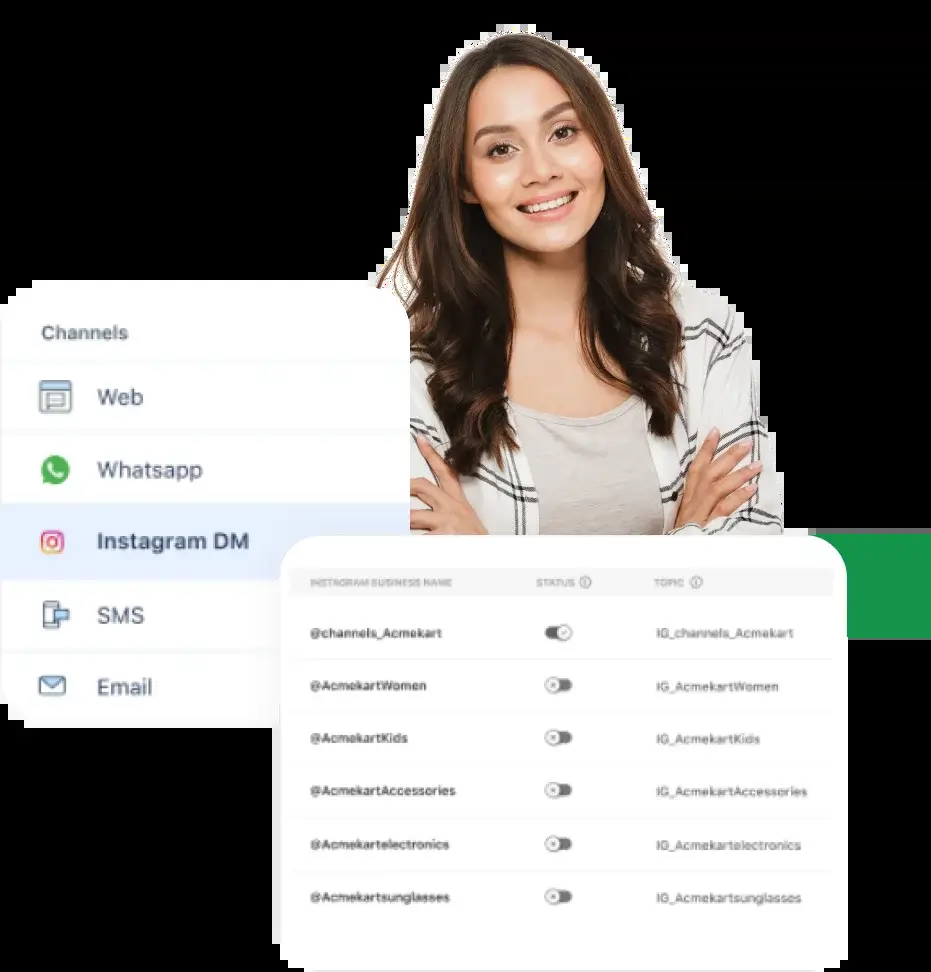 Channels
Web
Whatsapp
Instagram DM
SMS
Email
INSTAGRAM BUSINESS NAME STATUS TOPIC
@channels_Acmekart IG_channels_Acmekart
@AcmekartWomen IG_AcmekartWomen
@AcmekartKids IG_AcmekartKids
@AcmekartAccessories IG_AcmekartAccessories
@Acmekartelectronics IG_Acmekartelectronics
@Acmekartsunglasses IG_Acmekartsunglasses